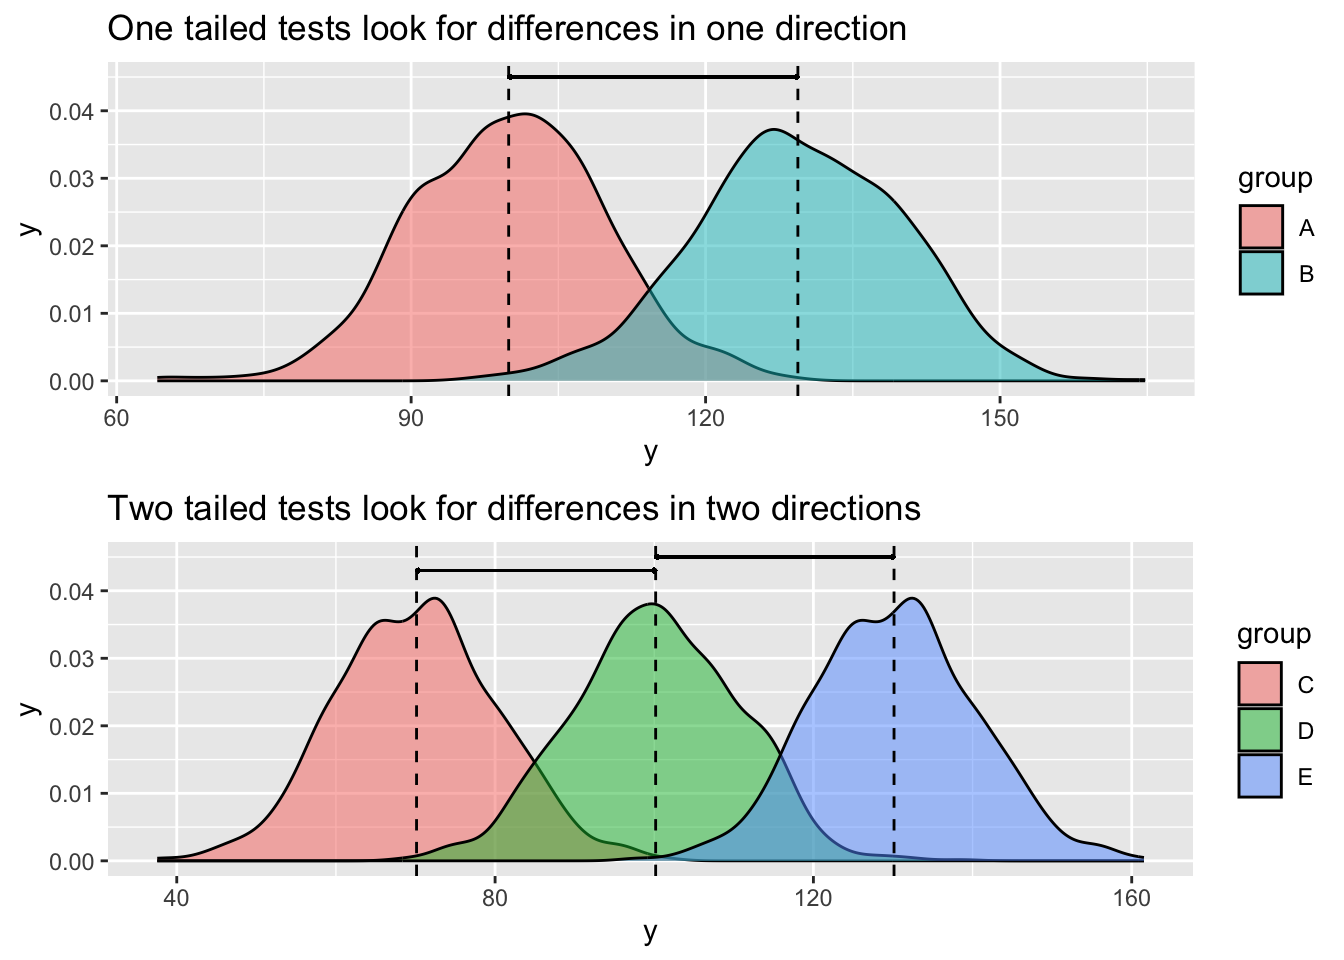 One tailed tests look for differences in one direction
0.04
0.03
0.02
0.01
0.00
y
60 90 120 150
y
group
A
B
Two tailed tests look for differences in two directions
0.04
0.03
0.02
0.01
0.00
y
40 80 120 160
y
group
C
D
E